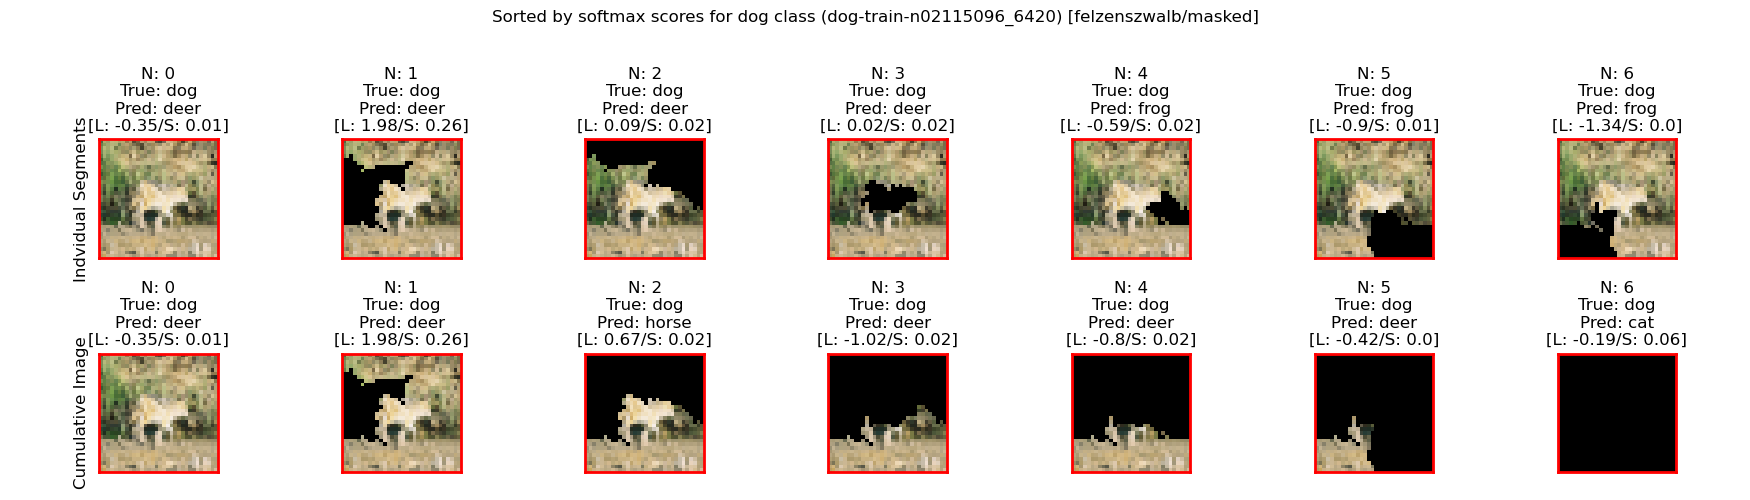 Sorted by softmax scores for dog class (dog-train-n02115096_6420) [felzenszwalb/masked]
Indvidual Segments
N: 0
True: dog
Pred: deer
[L: -0.35/S: 0.01]
N: 1
True: dog
Pred: deer
[L: 1.98/S: 0.26]
N: 2
True: dog
Pred: deer
[L: 0.09/S: 0.02]
N: 3
True: dog
Pred: deer
[L: 0.02/S: 0.02]
N: 4
True: dog
Pred: frog
[L: -0.59/S: 0.02]
N: 5
True: dog
Pred: frog
[L: -0.9/S: 0.01]
N: 6
True: dog
Pred: frog
[L: -1.34/S: 0.0]
Cumulative Image
N: 0
True: dog
Pred: deer
[L: -0.35/S: 0.01]
N: 1
True: dog
Pred: deer
[L: 1.98/S: 0.26]
N: 2
True: dog
Pred: horse
[L: 0.67/S: 0.02]
N: 3
True: dog
Pred: deer
[L: -1.02/S: 0.02]
N: 4
True: dog
Pred: deer
[L: -0.8/S: 0.02]
N: 5
True: dog
Pred: deer
[L: -0.42/S: 0.0]
N: 6
True: dog
Pred: cat
[L: -0.19/S: 0.06]